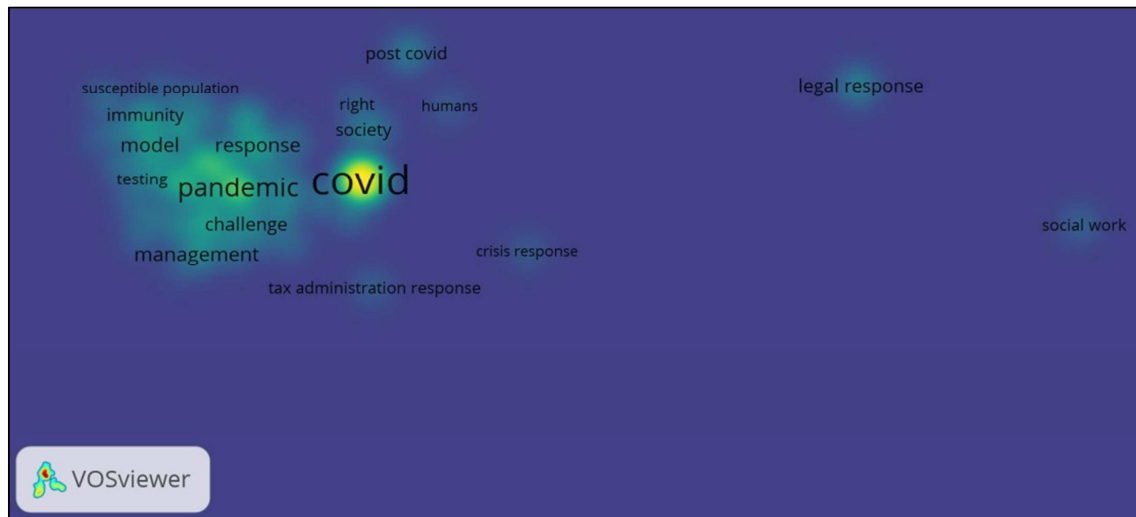 post covid
legal response
susceptible population
right
humans
immunity
society
model
response
testing
pandemic
covid
challenge
social work
management
crisis response
tax administration response
VOSviewer